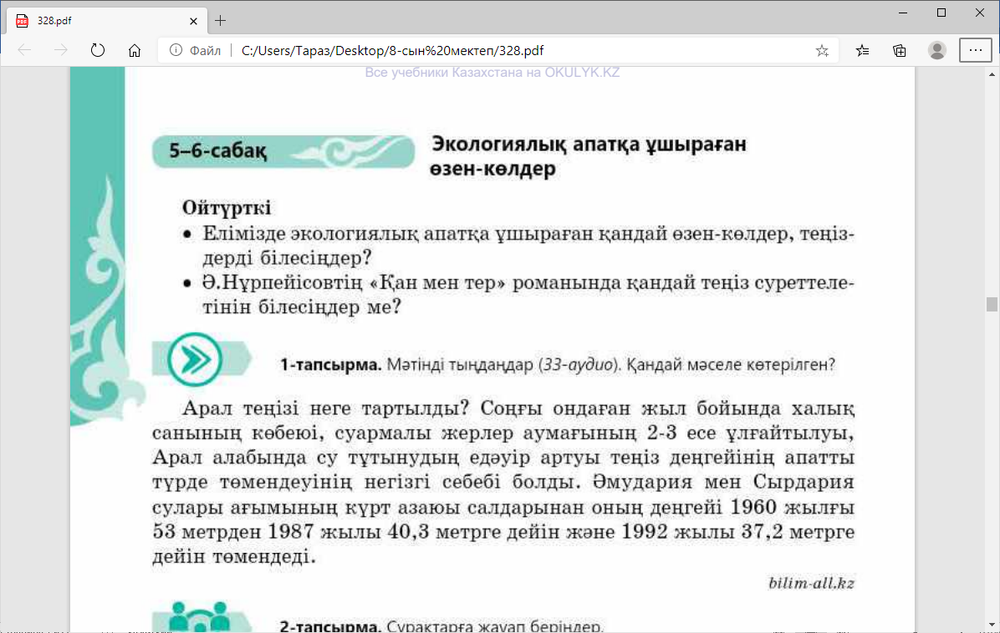 328.pdf
Файл
C:/Users/Тараз/Desktop/8-сын%20мектеп/328.pdf
Все учебники Казахстана на OKULYK.KZ
5–6-сабақ
Экологиялық апатқа ұшыраған
өзен-көлдер
Ойтүрткі
• Елімізде экологиялық апатқа ұшыраған қандай өзен-көлдер, теңіз-
дерді білесіңдер?
• Ә.Нұрпейісовтің «Қан мен тер» романында қандай теңіз суреттеле-
тінін білесіңдер ме?
1-тапсырма. Мәтінді тыңдаңдар (33-аудио). Қандай мәселе көтерілген?
Арал теңізі неге тартылды? Соңғы ондаған жыл бойында халық
санының көбеюі, суармалы жерлер аумағының 2-3 есе ұлғайтылуы,
Арал алабында су тұтынудың едәуір артуы теңіз деңгейінің апатты
түрде төмендеуінің негізгі себебі болды. Әмудария мен Сырдария
сулары ағымының күрт азаюы салдарынан оның деңгейі 1960 жылғы
53 метрден 1987 жылы 40,3 метрге дейін және 1992 жылы 37,2 метрге
дейін төмендеді.
bilim-all.kz
2-тапсырма. Сұрақтарға жауап беріңдер.